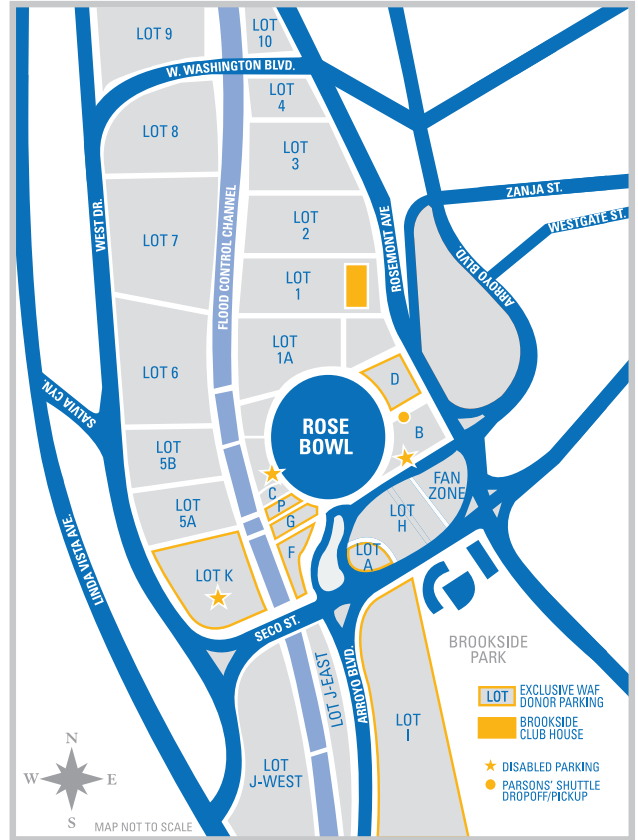 LOT 9
LOT
10
W. WASHINGTON BLVD.
LOT
4
LOT 8
LOT
3
ZANJA ST.
WESTGATE ST.
WEST DR.
FLOOD CONTROL CHANNEL
LOT
2
ROSEMONT AVE
ARROYO BLVD.
LOT 7
LOT
1
LOT
1A
LOT 6
D
SALVIA CYN.
ROSE
BOWL
B
LOT
5B
FAN
ZONE
C
P
G
LOT
5A
LOT
H
F
LOT
A
LOT K
LINDA VISTA AVE.
SECO ST.
BROOKSIDE
PARK
LOT J-EAST
ARROYO BLVD.
LOT
I
LOT
J-WEST
LOT
EXCLUSIVE WAF
DONOR PARKING
BROOKSIDE
CLUB HOUSE
DISABLED PARKING
PARSONS' SHUTTLE
DROPOFF/PICKUP
N
W
E
S
MAP NOT TO SCALE